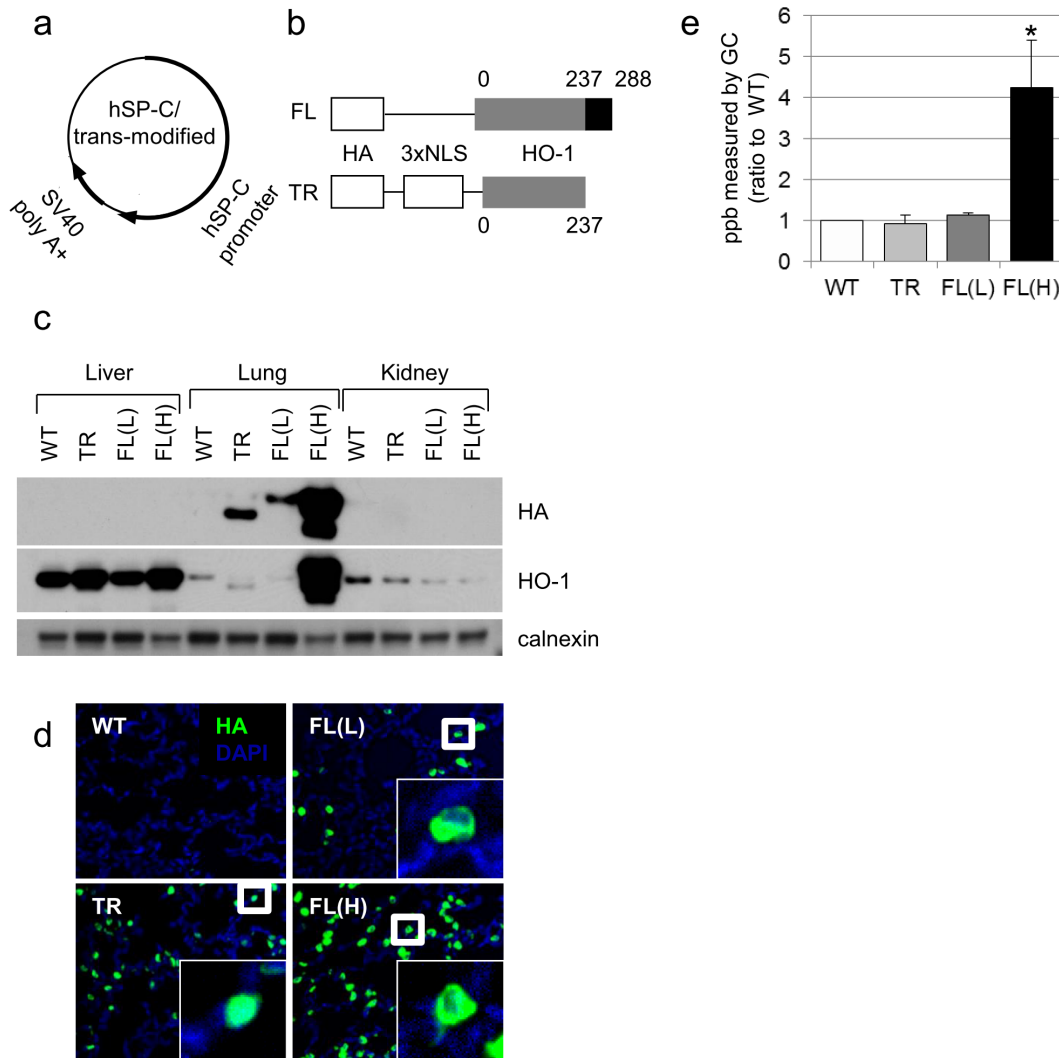 a
hSP-C/
trans-modified
SV40
poly A+
hSP-C
promoter
b
0
237
288
FL
HA
3xNLS
HO-1
TR
0
237
e
ppb measured by GC
(ratio to WT)
8
7
6
5
4
3
2
1
0
*
WT
TR
FL(L)
FL(H)
c
Liver
Lung
Kidney
WT
TR
FL(L)
FL(H)
WT
TR
FL(L)
FL(H)
WT
TR
FL(L)
FL(H)
HA
HO-1
calnexin
d
WT
HA
DAPI
FL(L)
TR
FL(H)